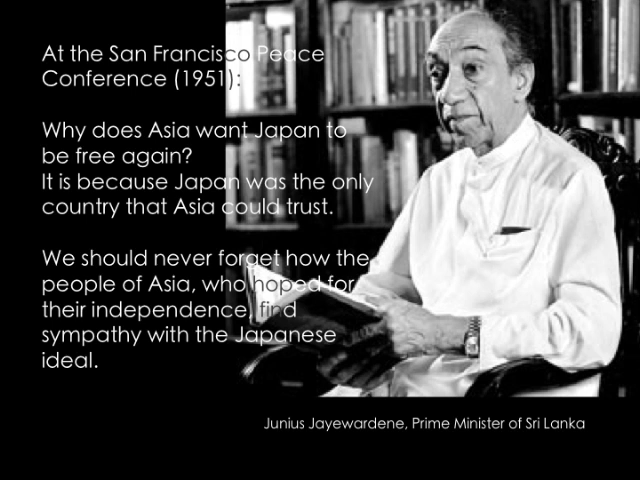 At the San Francisco Peace
Conference (1951):
Why does Asia want Japan to
be free again?
It is because Japan was the only
country that Asia could trust.
We should never forget how the
people of Asia, who hoped for
their independence, find
sympathy with the Japanese
ideal.
Junius Jayewardene, Prime Minister of Sri Lanka